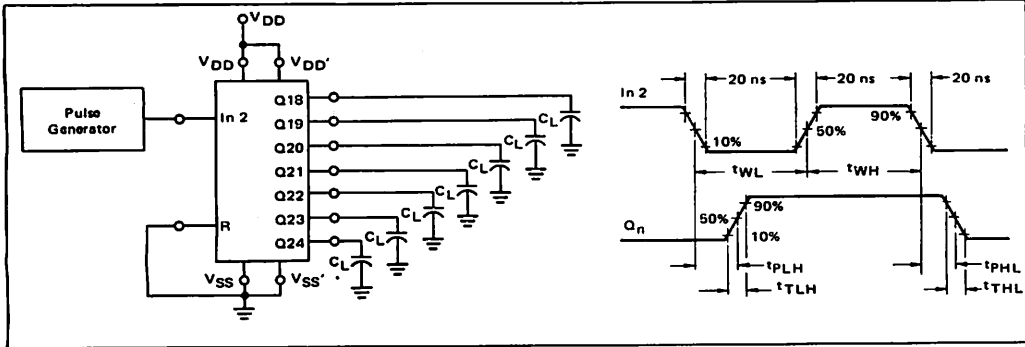 VDD
VDD VDD'
Pulse
Generator
In 2
R
Q18
Q19
Q20
Q21
Q22
Q23
Q24
CL
CL
CL
CL
CL
CL
CL
VSS VSS'
20 ns 20 ns 20 ns
In 2
10% 50% 90%
tWL tWH
Qn
50% 90%
10%
tPLH tPHL
tTLH tTHL